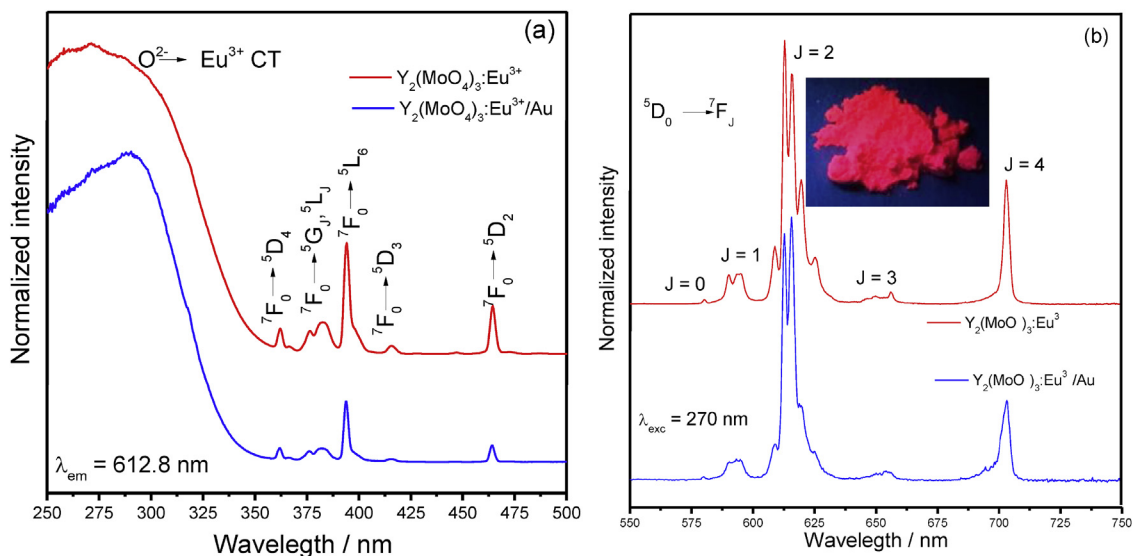 (a)
O²⁻ → Eu³⁺ CT
Y₂(MoO₄)₃:Eu³⁺
Y₂(MoO₄)₃:Eu³⁺/Au
⁷F₀ → ⁵D₄
⁷F₀ → ⁵G_J, ⁵L_J
⁷F₀ → ⁵L₆
⁷F₀ → ⁵D₃
⁷F₀ → ⁵D₂
λem = 612.8 nm
Normalized intensity
250 275 300 325 350 375 400 425 450 475 500
Wavelegth / nm
(b)
⁵D₀ → ⁷F_J
J = 0
J = 1
J = 2
J = 3
J = 4
Y₂(MoO )₃:Eu³
Y₂(MoO )₃:Eu³ /Au
λexc = 270 nm
Normalized intensity
550 575 600 625 650 675 700 725 750
Wavelegth / nm